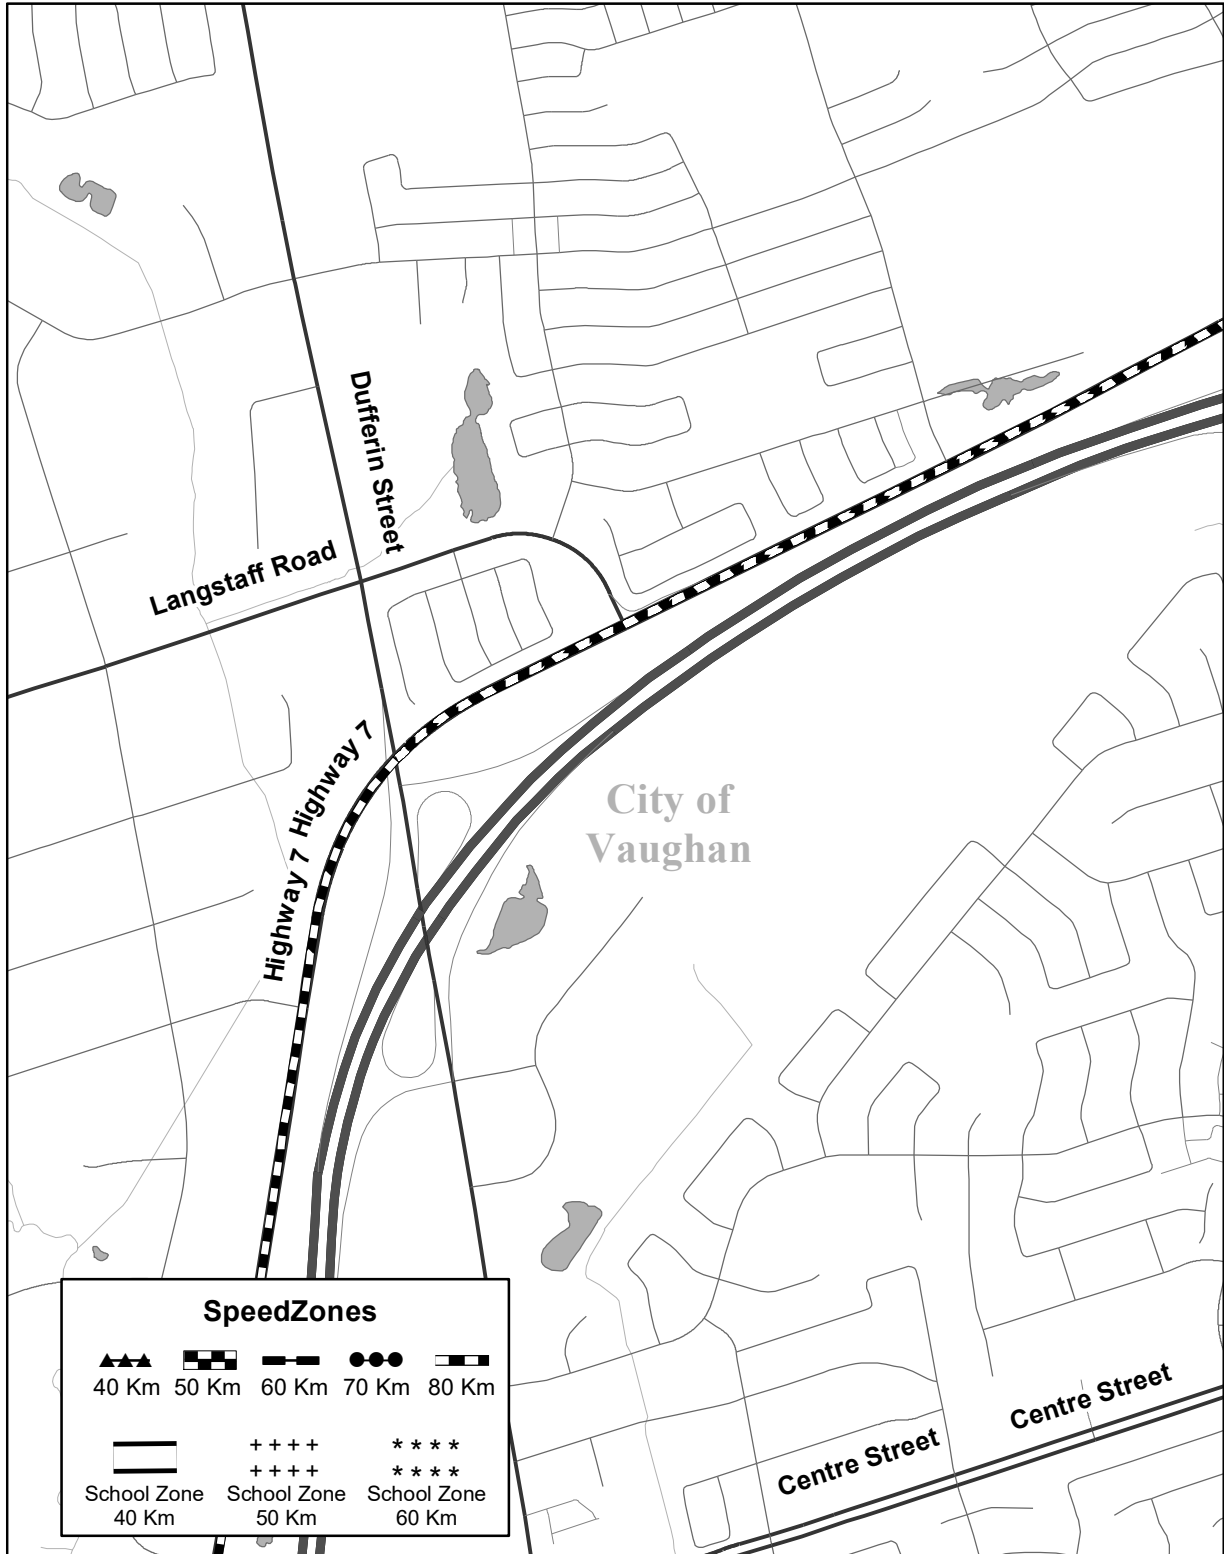 Dufferin Street
Langstaff Road
Highway 7
Highway 7
City of
Vaughan
Centre Street
Centre Street
SpeedZones
40 Km 50 Km 60 Km 70 Km 80 Km
School Zone School Zone School Zone
40 Km 50 Km 60 Km